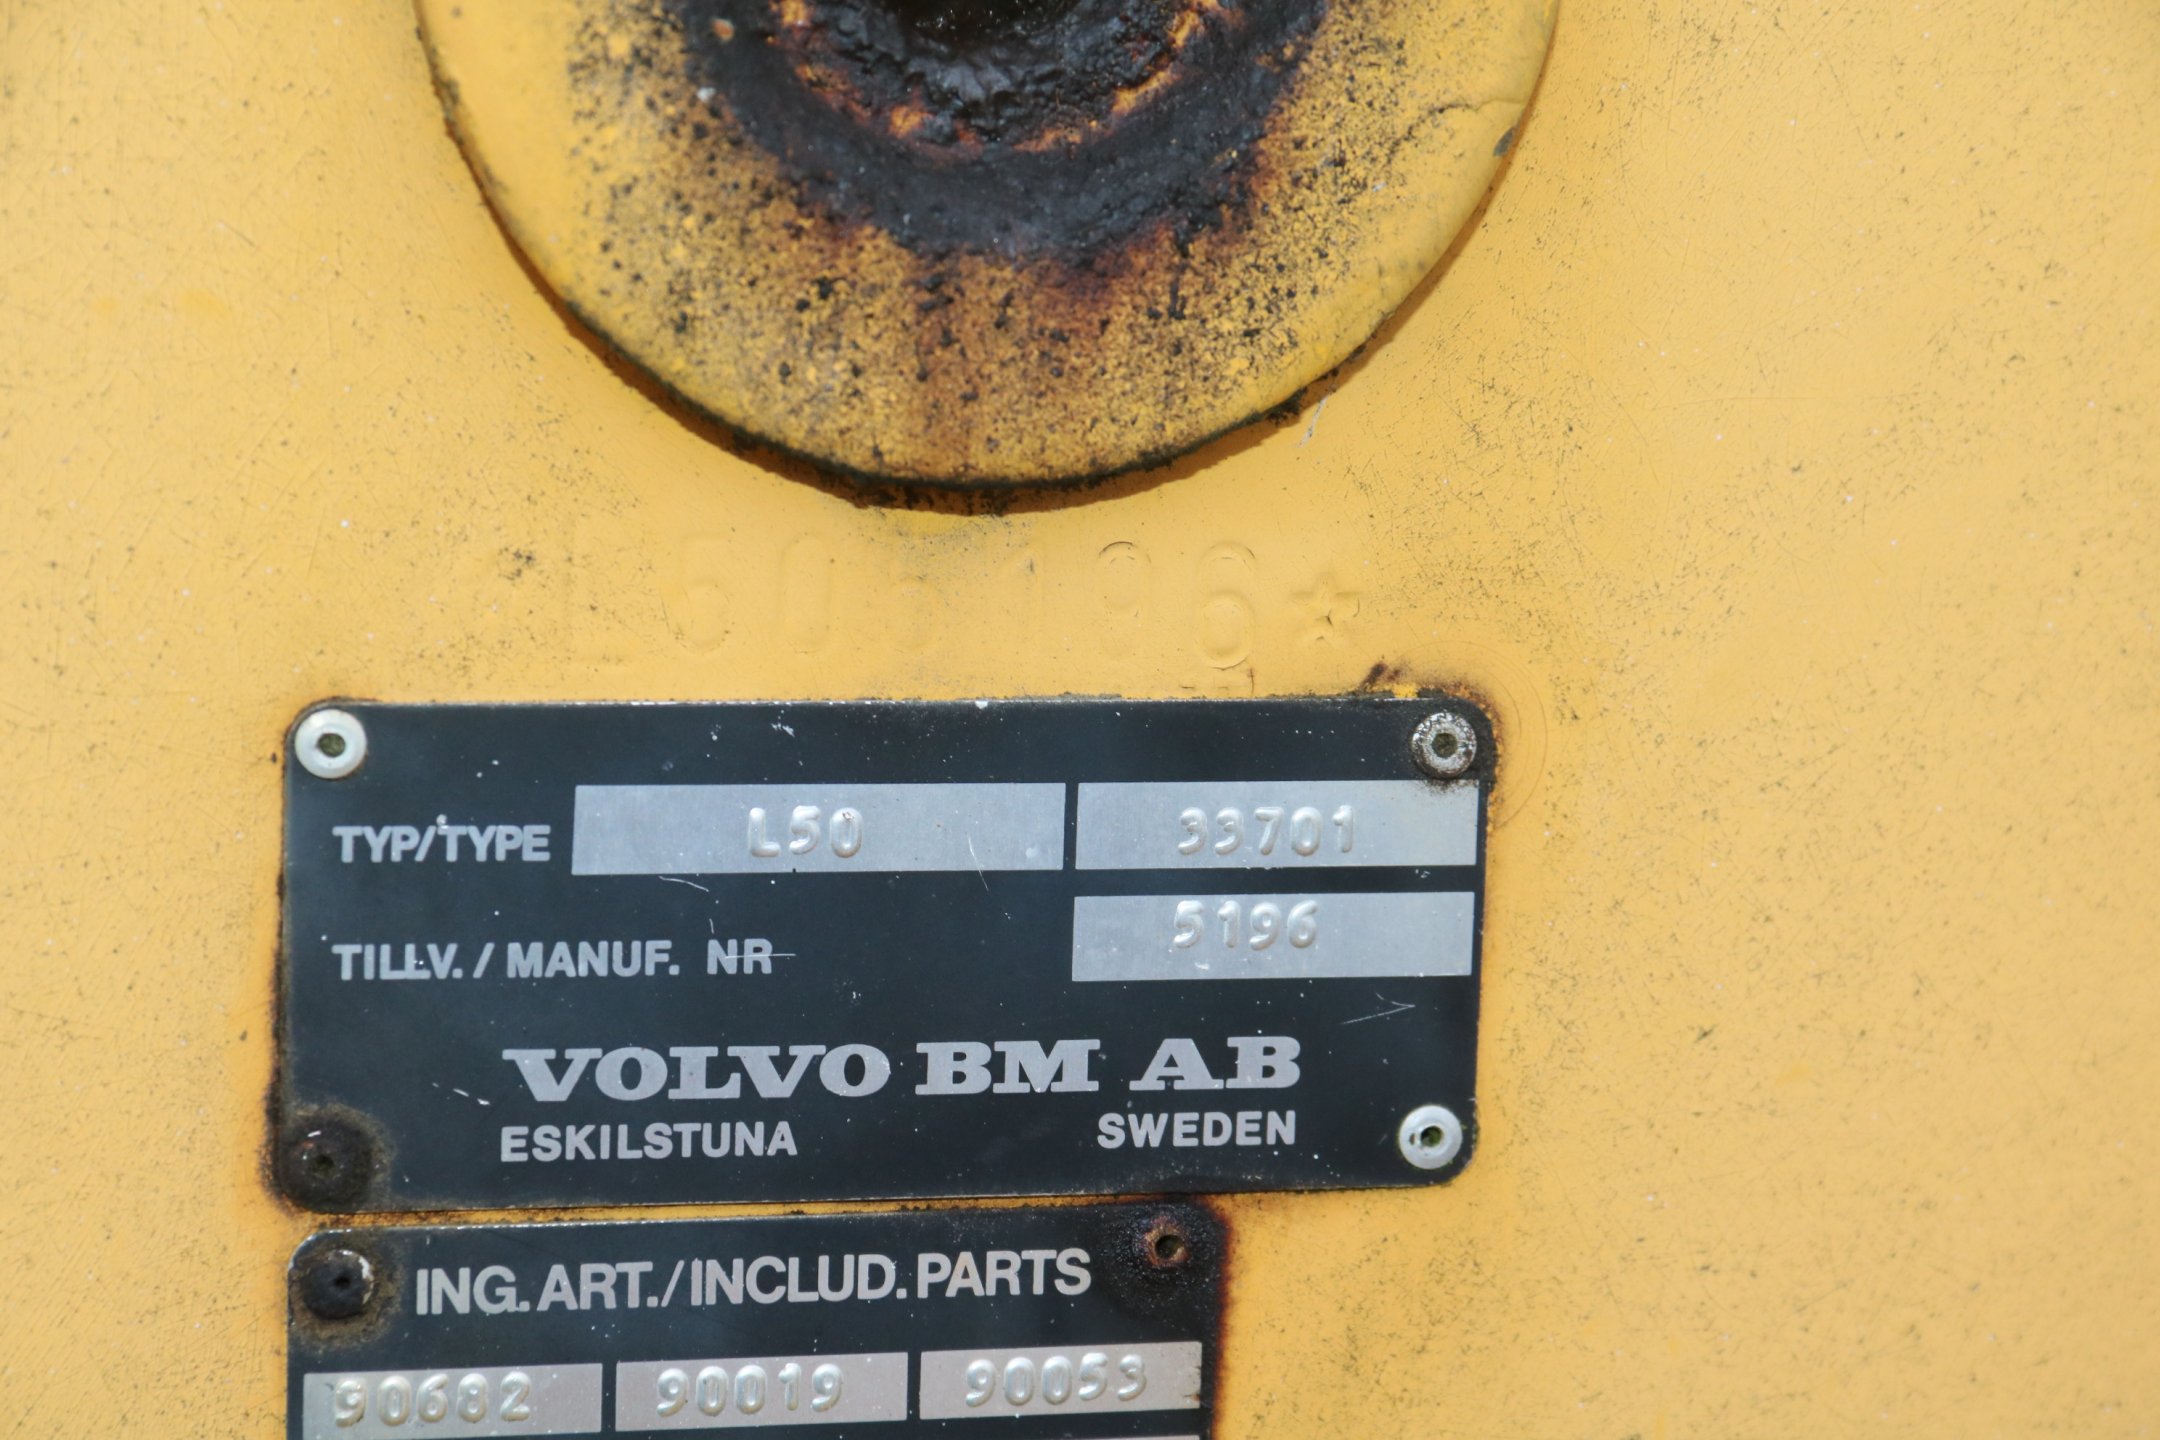 TYP/TYPE L50 33701
TILLV. / MANUF. NR 5196
VOLVO BM AB
ESKILSTUNA SWEDEN
ING. ART./INCLUD. PARTS
90682 90019 90053